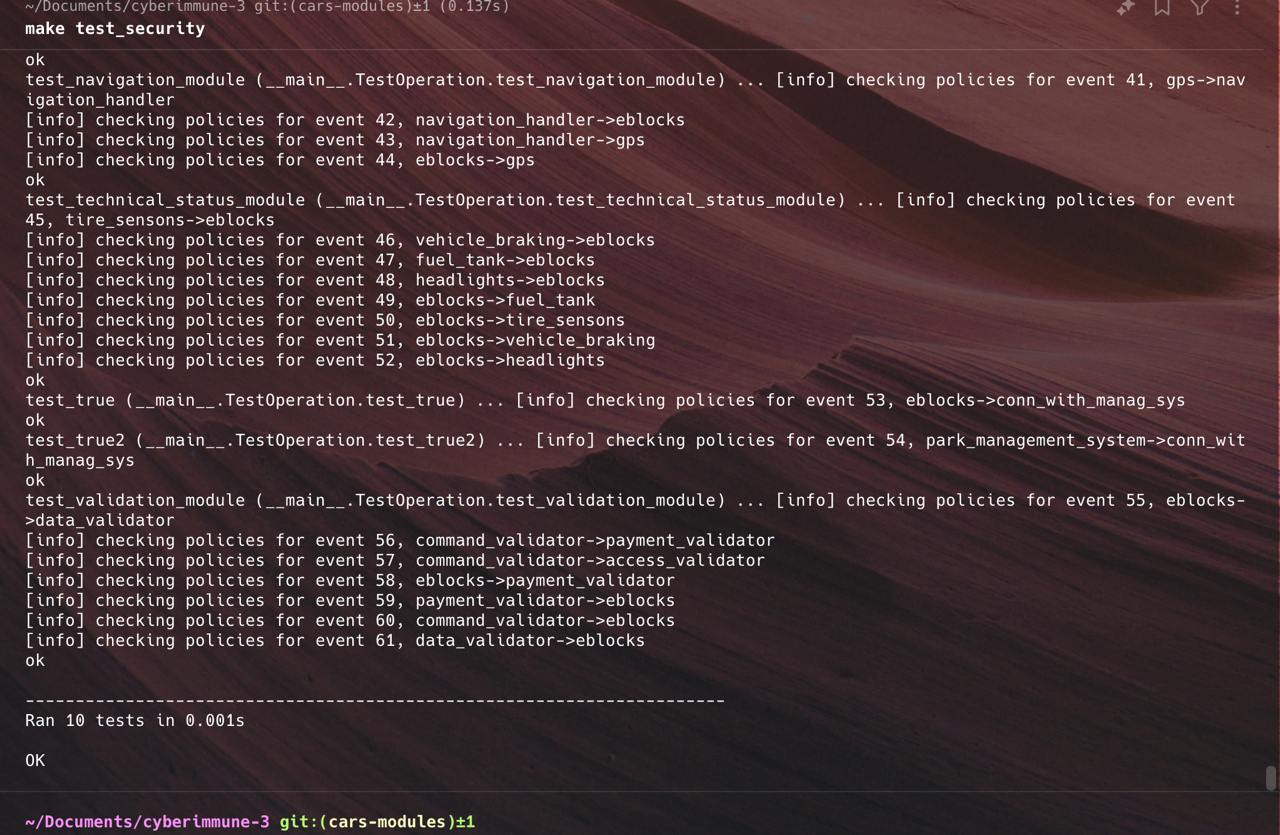 ~/Documents/cyberimmune-3 git:(cars-modules)±1 (0.137s)
make test_security
ok
test_navigation_module (__main__.TestOperation.test_navigation_module) ... [info] checking policies for event 41, gps->nav
igation_handler
[info] checking policies for event 42, navigation_handler->eblocks
[info] checking policies for event 43, navigation_handler->gps
[info] checking policies for event 44, eblocks->gps
ok
test_technical_status_module (__main__.TestOperation.test_technical_status_module) ... [info] checking policies for event
45, tire_sensons->eblocks
[info] checking policies for event 46, vehicle_braking->eblocks
[info] checking policies for event 47, fuel_tank->eblocks
[info] checking policies for event 48, headlights->eblocks
[info] checking policies for event 49, eblocks->fuel_tank
[info] checking policies for event 50, eblocks->tire_sensons
[info] checking policies for event 51, eblocks->vehicle_braking
[info] checking policies for event 52, eblocks->headlights
ok
test_true (__main__.TestOperation.test_true) ... [info] checking policies for event 53, eblocks->conn_with_manag_sys
ok
test_true2 (__main__.TestOperation.test_true2) ... [info] checking policies for event 54, park_management_system->conn_wit
h_manag_sys
ok
test_validation_module (__main__.TestOperation.test_validation_module) ... [info] checking policies for event 55, eblocks-
>data_validator
[info] checking policies for event 56, command_validator->payment_validator
[info] checking policies for event 57, command_validator->access_validator
[info] checking policies for event 58, eblocks->payment_validator
[info] checking policies for event 59, payment_validator->eblocks
[info] checking policies for event 60, command_validator->eblocks
[info] checking policies for event 61, data_validator->eblocks
ok
----------------------------------------------------------------------
Ran 10 tests in 0.001s
OK
~/Documents/cyberimmune-3 git:(cars-modules)±1